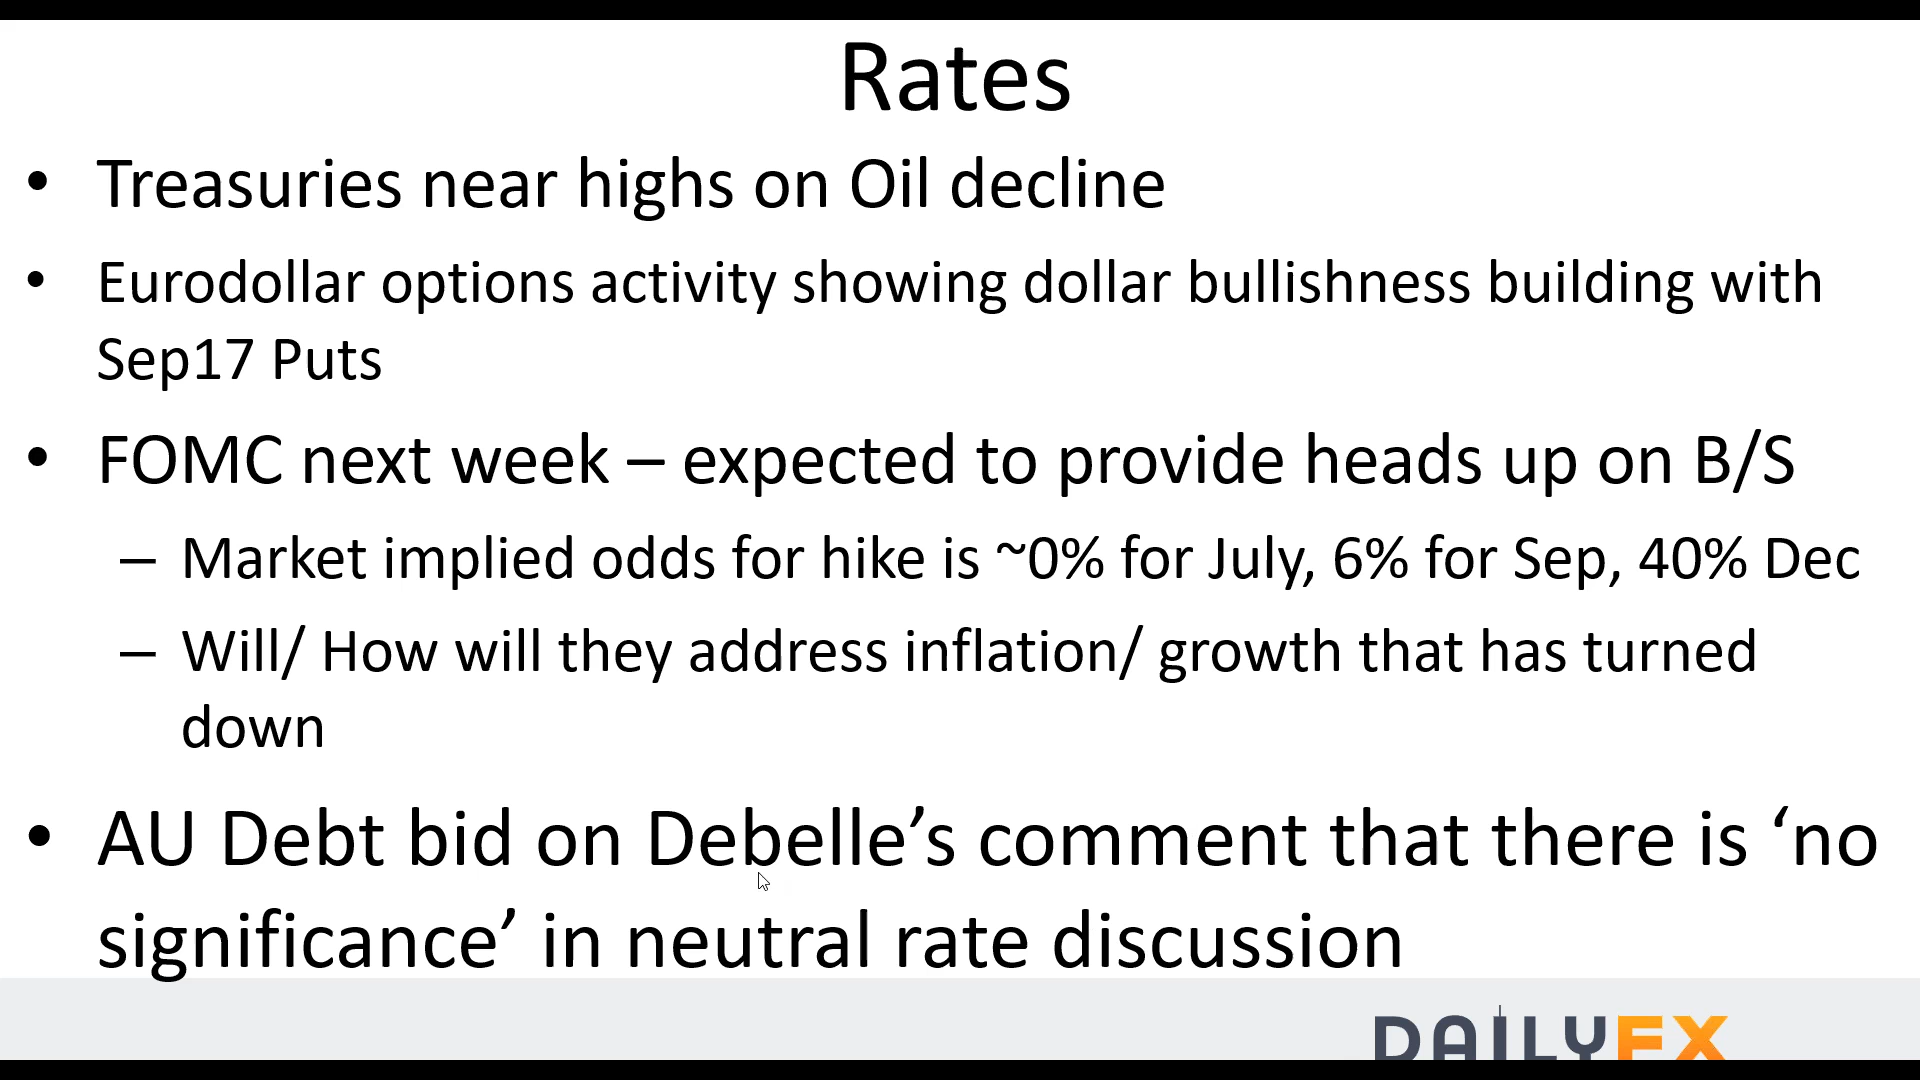 Rates
• Treasuries near highs on Oil decline
• Eurodollar options activity showing dollar bullishness building with
Sep17 Puts
• FOMC next week – expected to provide heads up on B/S
– Market implied odds for hike is ~0% for July, 6% for Sep, 40% Dec
– Will/ How will they address inflation/ growth that has turned
down
• AU Debt bid on Debelle’s comment that there is ‘no
significance’ in neutral rate discussion
DAILYFX